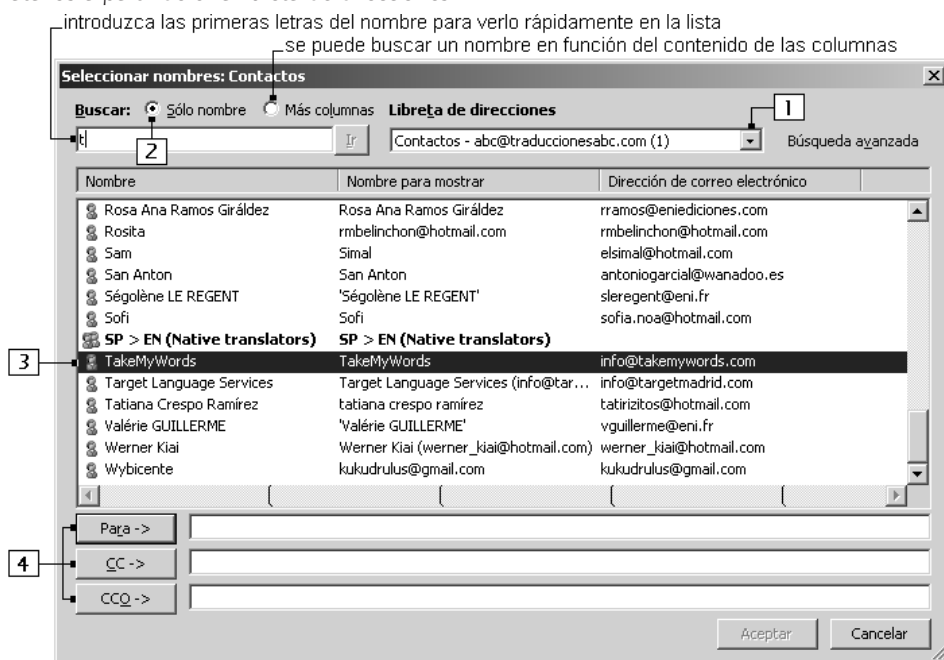 introduzca las primeras letras del nombre para verlo rápidamente en la lista
se puede buscar un nombre en función del contenido de las columnas
Seleccionar nombres: Contactos
Buscar: Sólo nombre Más columnas Libreta de direcciones 1
t Ir Contactos - abc@traduccionesabc.com (1) Búsqueda avanzada
2
Nombre Nombre para mostrar Dirección de correo electrónico
Rosa Ana Ramos Giráldez Rosa Ana Ramos Giráldez rramos@eniediciones.com
Rosita rmbelinchon@hotmail.com rmbelinchon@hotmail.com
Sam Simal elsimal@hotmail.com
San Anton San Anton antoniogarcial@wanadoo.es
Ségolène LE REGENT 'Ségolène LE REGENT' sleregent@eni.fr
Sofi Sofi sofia.noa@hotmail.com
SP > EN (Native translators) SP > EN (Native translators)
3 TakeMyWords TakeMyWords info@takemywords.com
Target Language Services Target Language Services (info@tar... info@targetmadrid.com
Tatiana Crespo Ramírez tatiana crespo ramírez tatirizitos@hotmail.com
Valérie GUILLERME 'Valérie GUILLERME' vguillerme@eni.fr
Werner Kiai Werner Kiai (werner_kiai@hotmail.com) werner_kiai@hotmail.com
Wybicente kukudrulus@gmail.com kukudrulus@gmail.com
Para ->
4 CC ->
CCO ->
Aceptar Cancelar